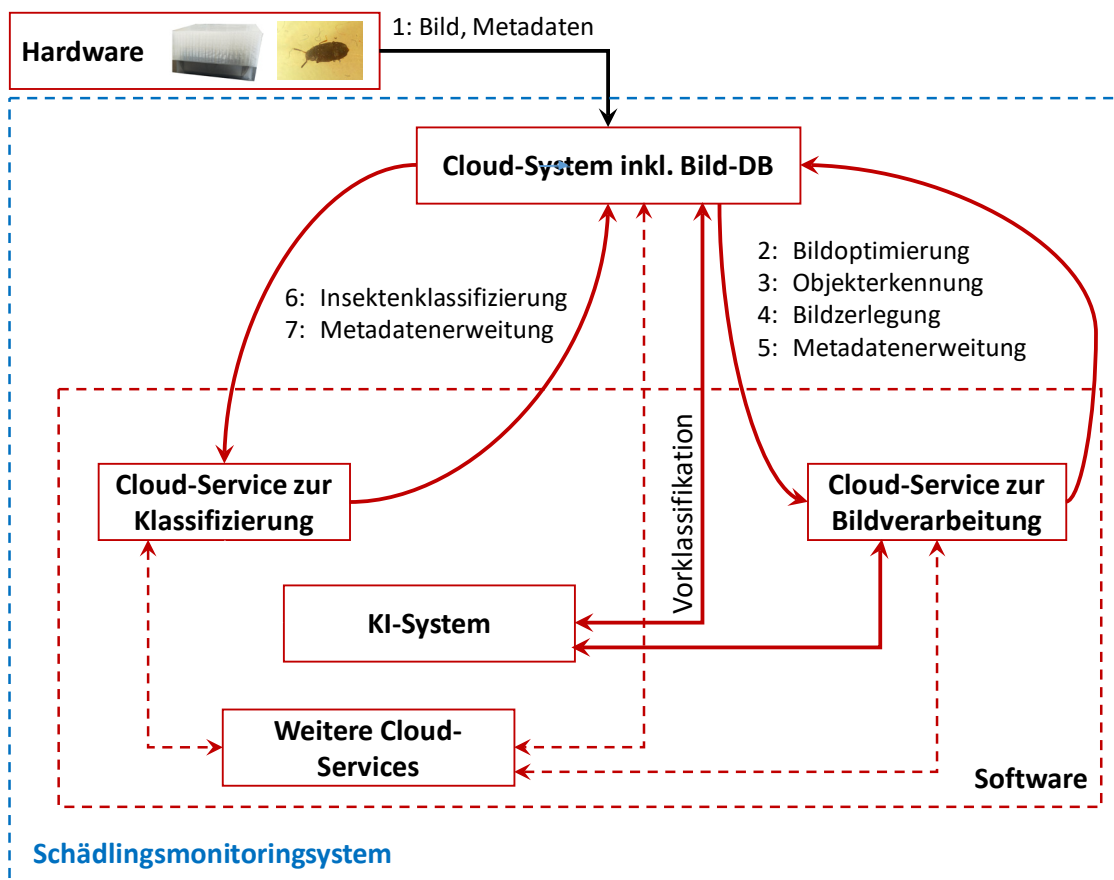 Hardware
1: Bild, Metadaten
Cloud-System inkl. Bild-DB
2: Bildoptimierung
3: Objekterkennung
4: Bildzerlegung
5: Metadatenerweitung
6: Insektenklassifizierung
7: Metadatenerweitung
Vorklassifikation
Cloud-Service zur
Klassifizierung
Cloud-Service zur
Bildverarbeitung
KI-System
Weitere Cloud-
Services
Software
Schädlingsmonitoringsystem